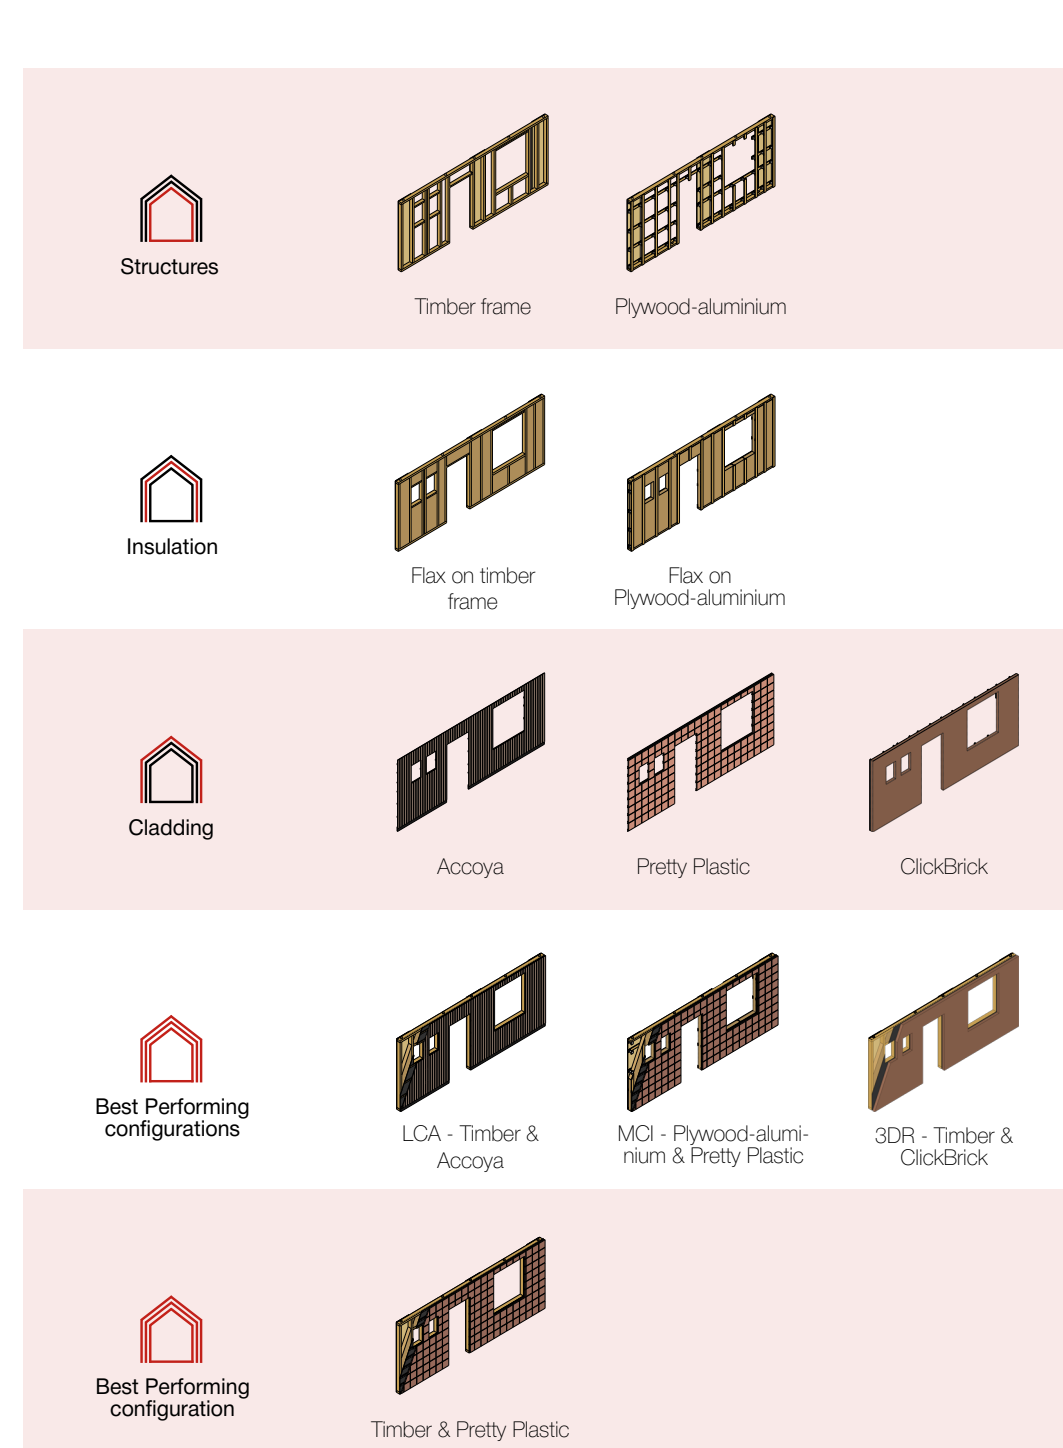 Structures
Timber frame
Plywood-aluminium
Insulation
Flax on timber
frame
Flax on
Plywood-aluminium
Cladding
Accoya
Pretty Plastic
ClickBrick
Best Performing
configurations
LCA - Timber &
Accoya
MCI - Plywood-alumi-
nium & Pretty Plastic
3DR - Timber &
ClickBrick
Best Performing
configuration
Timber & Pretty Plastic